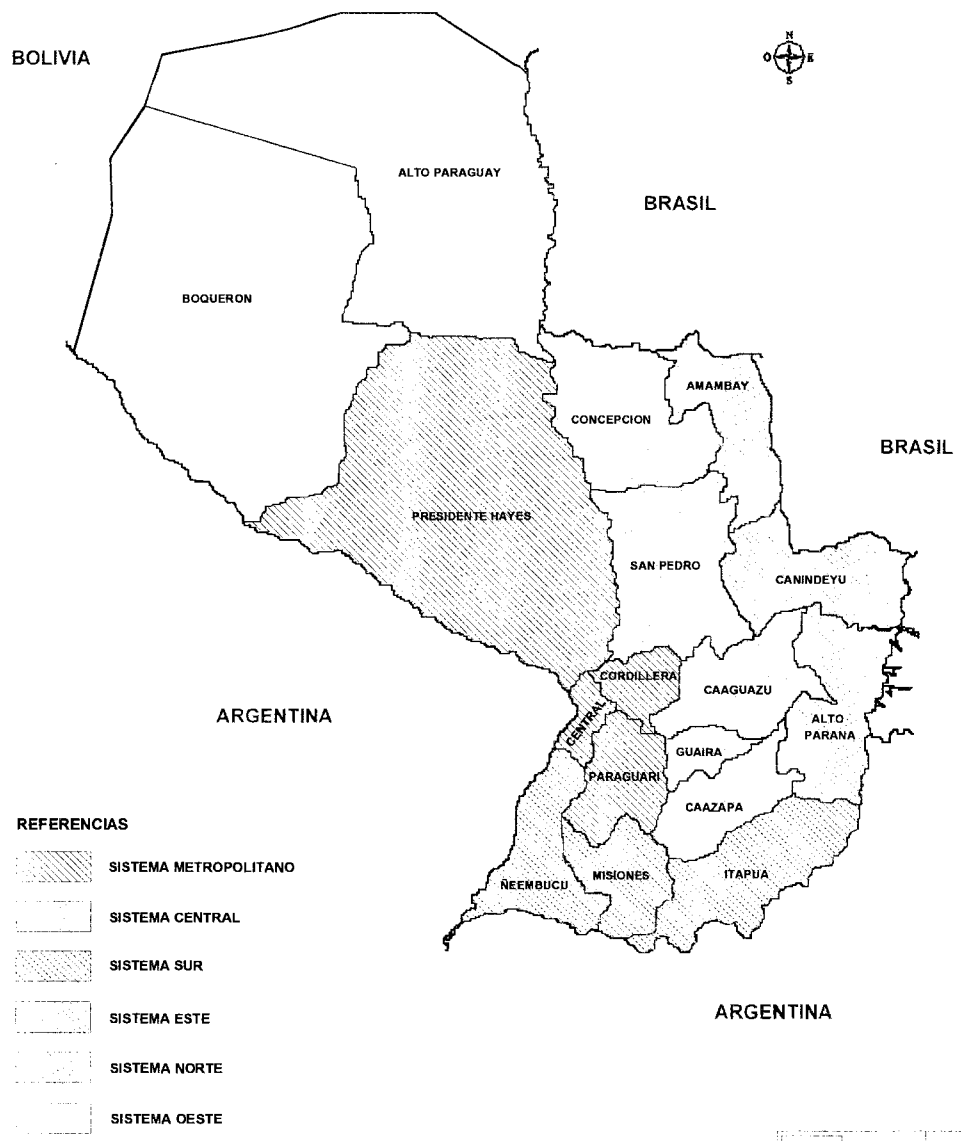 N
BOLIVIA
O E
S
ALTO PARAGUAY
BRASIL
BOQUERON
AMAMBAY
CONCEPCION
BRASIL
PRESIDENTE HAYES
SAN PEDRO
CANINDEYU
CORDILLERA
CAAGUAZU
CENTRAL
ARGENTINA
ALTO
PARANA
GUAIRA
PARAGUARI
CAAZAPA
REFERENCIAS
SISTEMA METROPOLITANO
ÑEEMBUCU
MISIONES
ITAPUA
SISTEMA CENTRAL
SISTEMA SUR
ARGENTINA
SISTEMA ESTE
SISTEMA NORTE
SISTEMA OESTE